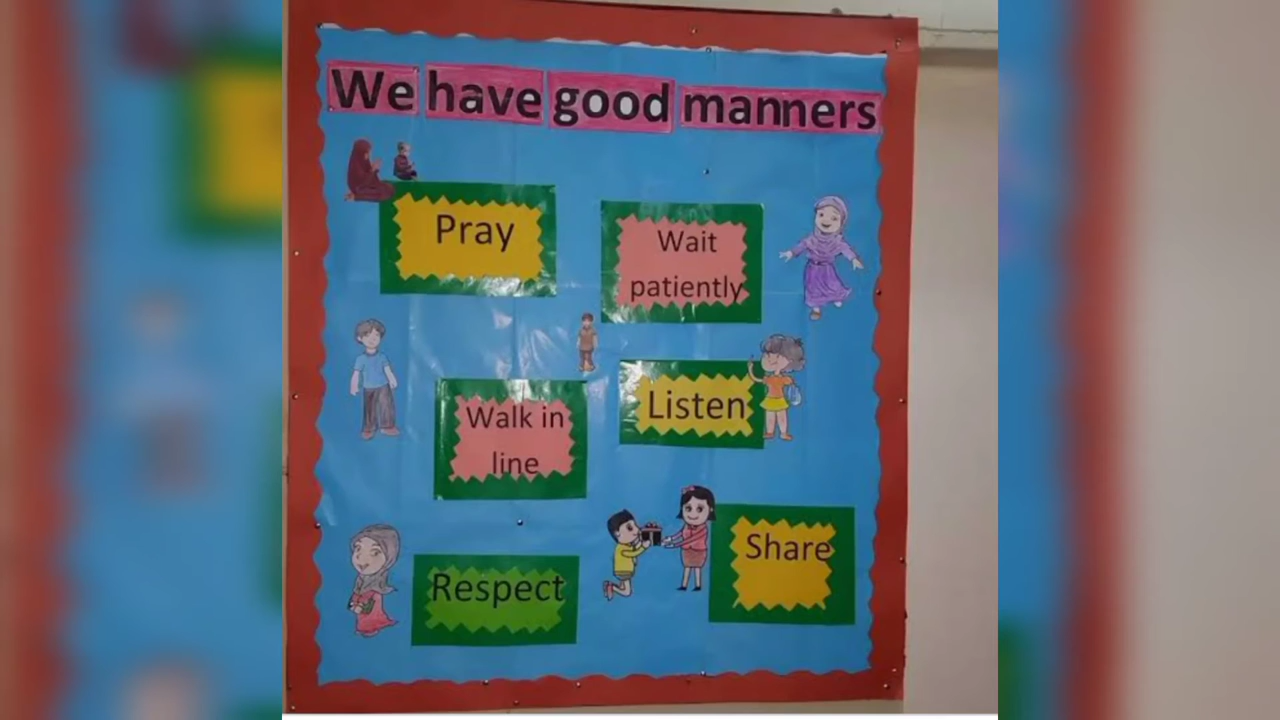 We have good manners
Pray
Wait
patiently
Walk in
line
Listen
Respect
Share